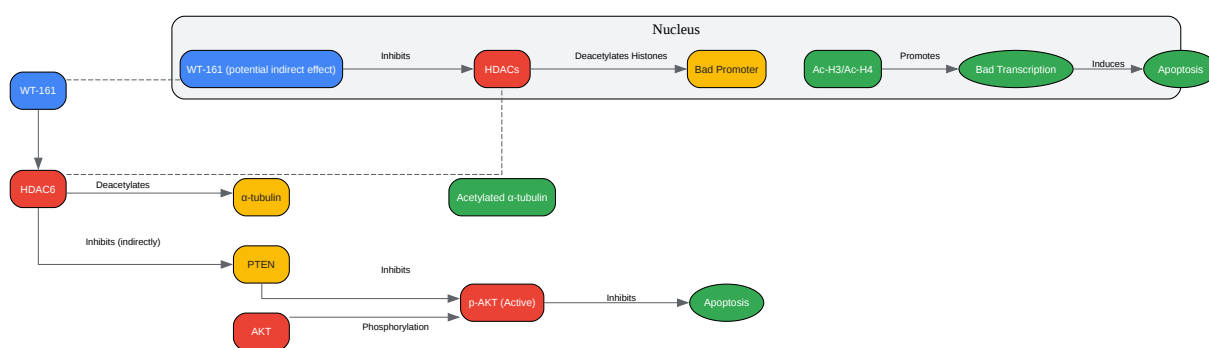 Nucleus
WT-161 (potential indirect effect)
Inhibits
HDACs
Deacetylates Histones
Bad Promoter
Ac-H3/Ac-H4
Promotes
Bad Transcription
Induces
Apoptosis
WT-161
HDAC6
Deacetylates
α-tubulin
Acetylated α-tubulin
Inhibits (indirectly)
PTEN
Inhibits
p-AKT (Active)
Inhibits
Apoptosis
AKT
Phosphorylation